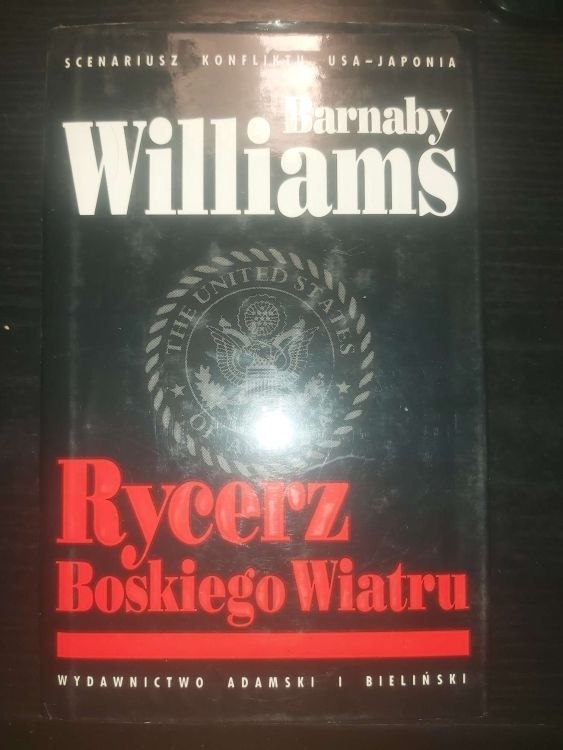 SCENARIUSZ KONFLIKTU USA-JAPONIA
Barnaby
Williams
THE UNITED STATES
O
Rycerz
Boskiego Wiatru
WYDAWNICTWO ADAMSKI I BIELIŃSKI